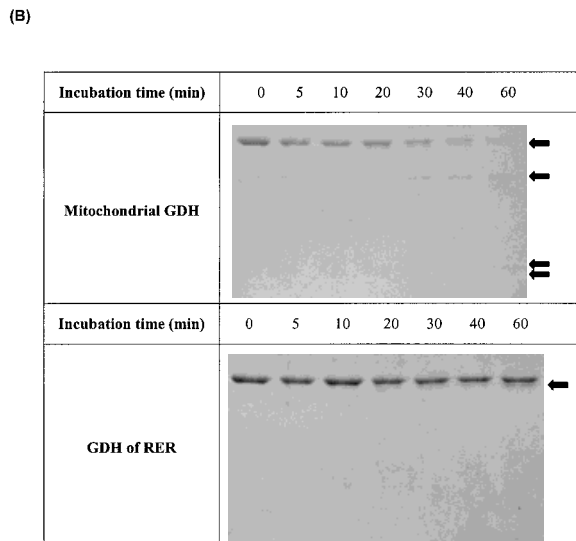 (B)
Incubation time (min) 0 5 10 20 30 40 60
Mitochondrial GDH
Incubation time (min) 0 5 10 20 30 40 60
GDH of RER